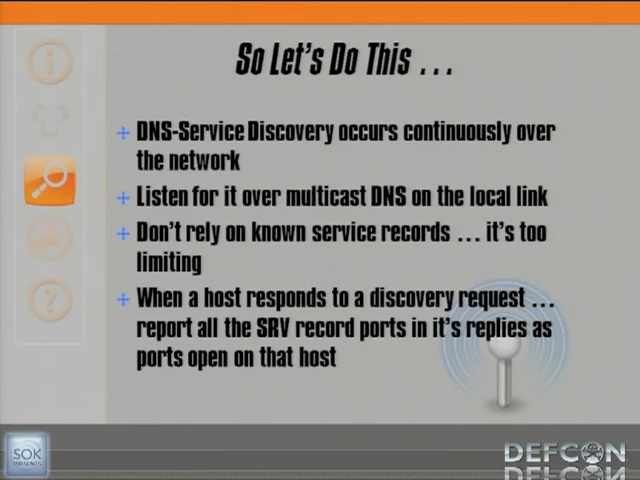 So Let's Do This ...
DNS-Service Discovery occurs continuously over
the network
Listen for it over multicast DNS on the local link
Don't rely on known service records ... it's too
limiting
When a host responds to a discovery request ...
report all the SRV record ports in it's replies as
ports open on that host
SOK
PRESENTS
DEFCON